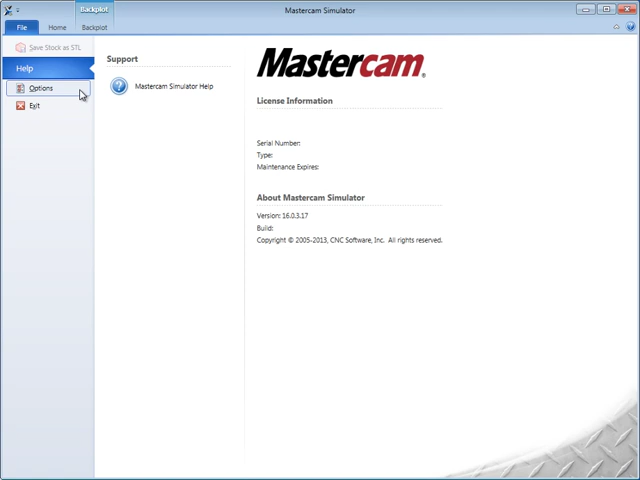 Backplot
Mastercam Simulator
File
Home
Backplot
Save Stock as STL
Help
Options
Exit
Support
Mastercam Simulator Help
Mastercam®
License Information
Serial Number:
Type:
Maintenance Expires:
About Mastercam Simulator
Version: 16.0.3.17
Build:
Copyright © 2005-2013, CNC Software, Inc. All rights reserved.